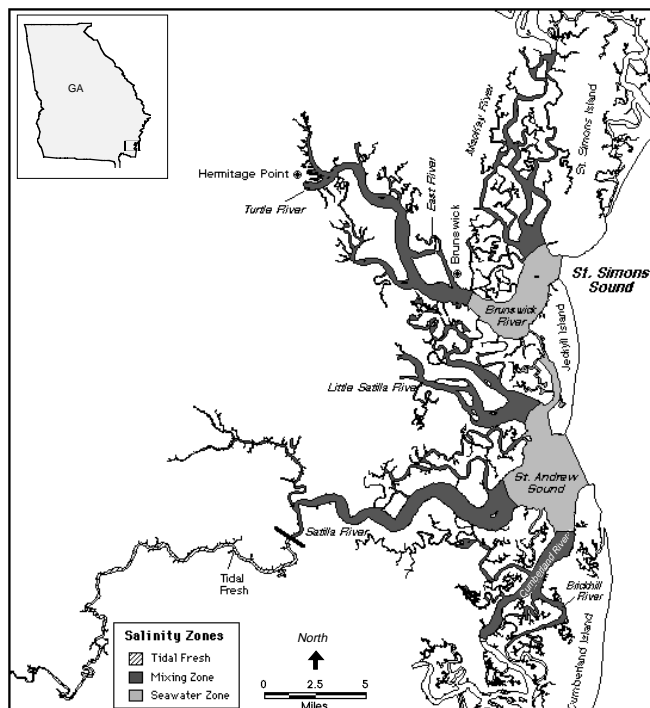 GA
Hermitage Point
Turtle River
East River
Brunswick
Mackay River
St. Simons Island
St. Simons
Sound
Brunswick
River
Jeckyll Island
Little Satilla River
St. Andrew
Sound
Satilla River
Tidal
Fresh
Cumberland River
Brickhill
River
Cumberland Island
Salinity Zones
Tidal Fresh
Mixing Zone
Seawater Zone
North
0 2.5 5
Miles